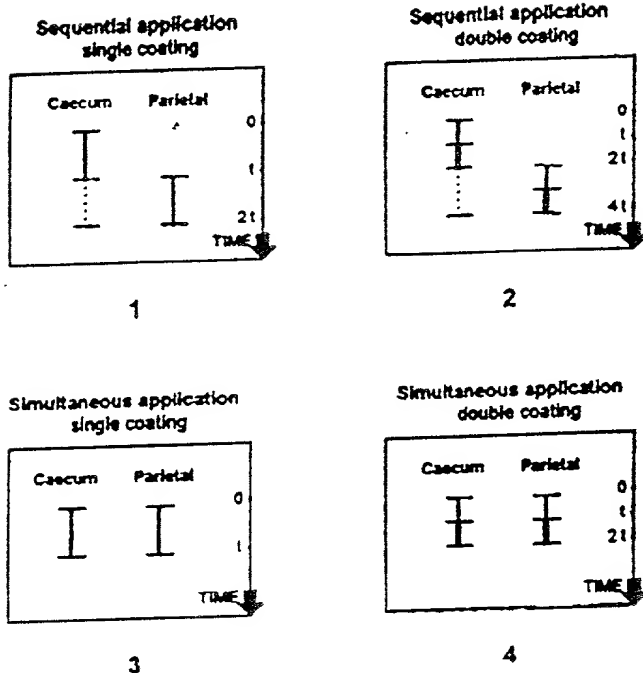 Sequential application
single coating
Caecum Parietal
0
t
2t
TIME
1
Sequential application
double coating
Caecum Parietal
0
t
2t
4t
TIME
2
Simultaneous application
single coating
Caecum Parietal
0
t
TIME
3
Simultaneous application
double coating
Caecum Parietal
0
t
2t
TIME
4